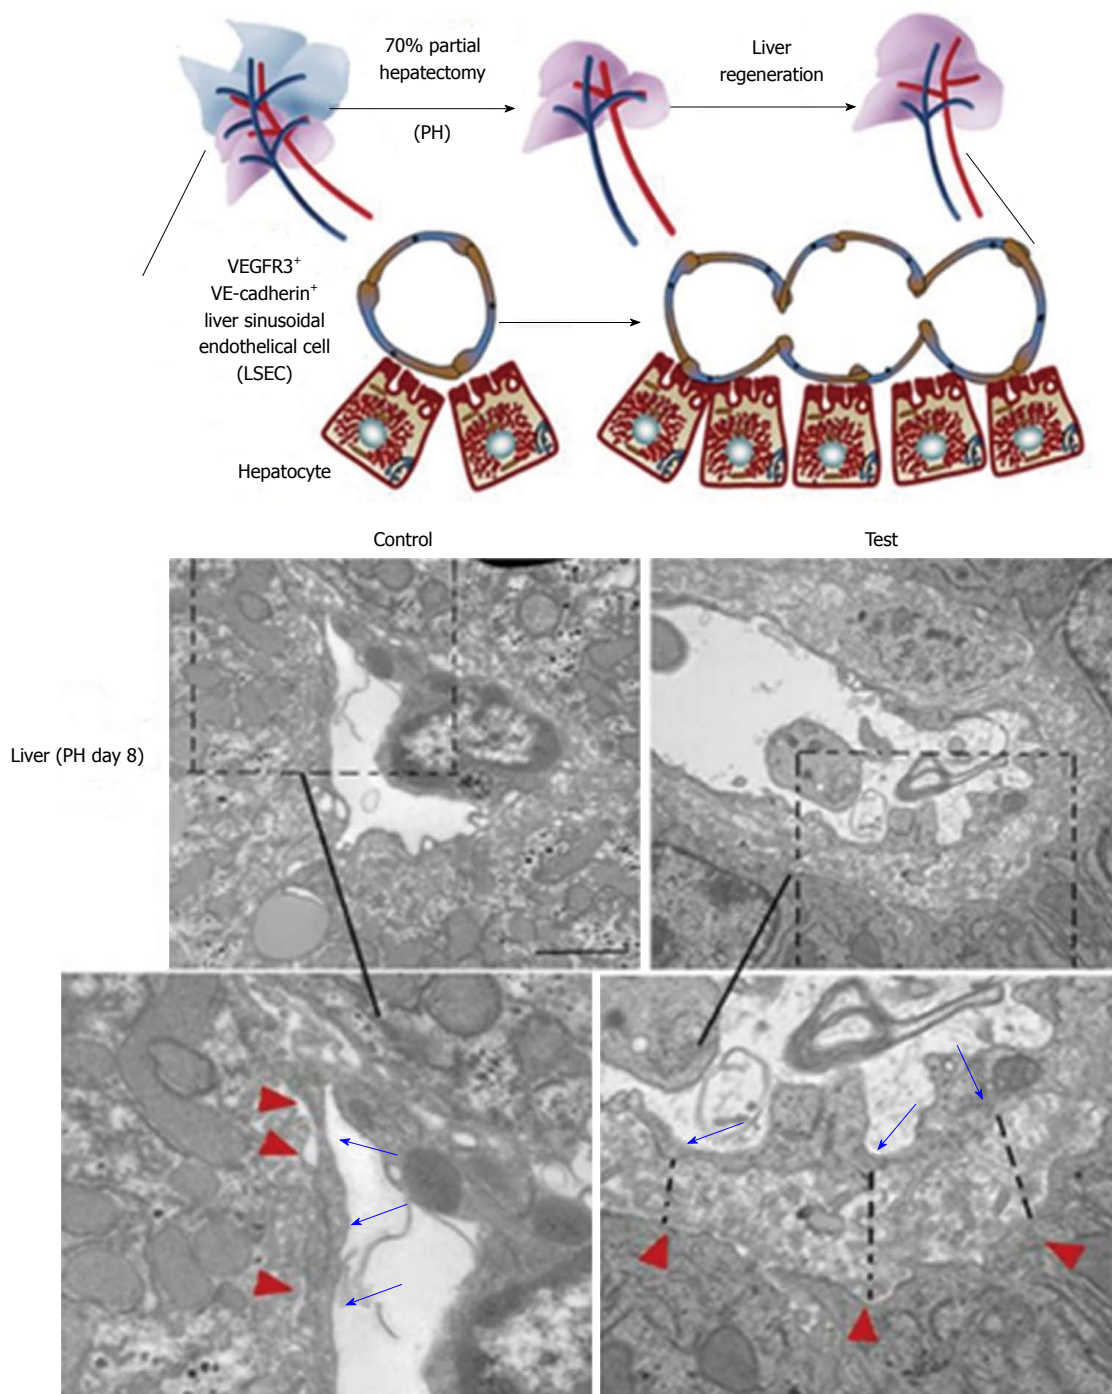 70% partial
hepatectomy
(PH)
Liver
regeneration
VEGFR3⁺
VE-cadherin⁺
liver sinusoidal
endothelical cell
(LSEC)
Hepatocyte
Control
Test
Liver (PH day 8)